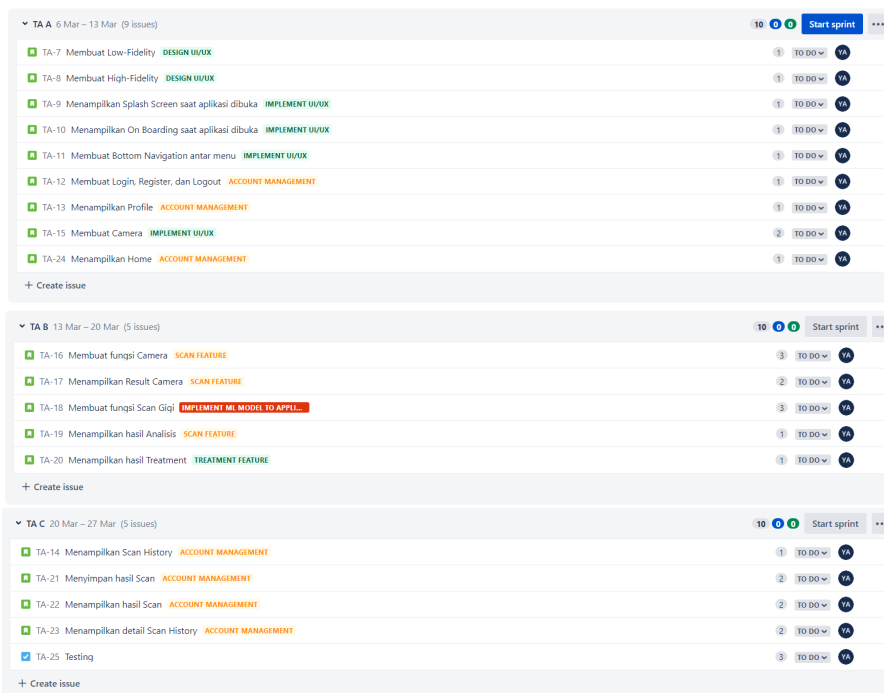 TA A 6 Mar – 13 Mar (9 issues) 10 0 0 Start sprint
TA-7 Membuat Low-Fidelity DESIGN UI/UX 1 TO DO YA
TA-8 Membuat High-Fidelity DESIGN UI/UX 1 TO DO YA
TA-9 Menampilkan Splash Screen saat aplikasi dibuka IMPLEMENT UI/UX 1 TO DO YA
TA-10 Menampilkan On Boarding saat aplikasi dibuka IMPLEMENT UI/UX 1 TO DO YA
TA-11 Membuat Bottom Navigation antar menu IMPLEMENT UI/UX 1 TO DO YA
TA-12 Membuat Login, Register, dan Logout ACCOUNT MANAGEMENT 1 TO DO YA
TA-13 Menampilkan Profile ACCOUNT MANAGEMENT 1 TO DO YA
TA-15 Membuat Camera IMPLEMENT UI/UX 2 TO DO YA
TA-24 Menampilkan Home ACCOUNT MANAGEMENT 1 TO DO YA
+ Create issue
TA B 13 Mar – 20 Mar (5 issues) 10 0 0 Start sprint
TA-16 Membuat fungsi Camera SCAN FEATURE 3 TO DO YA
TA-17 Menampilkan Result Camera SCAN FEATURE 2 TO DO YA
TA-18 Membuat fungsi Scan Gigi IMPLEMENT ML MODEL TO APPLI... 3 TO DO YA
TA-19 Menampilkan hasil Analisis SCAN FEATURE 1 TO DO YA
TA-20 Menampilkan hasil Treatment TREATMENT FEATURE 1 TO DO YA
+ Create issue
TA C 20 Mar – 27 Mar (5 issues) 10 0 0 Start sprint
TA-14 Menampilkan Scan History ACCOUNT MANAGEMENT 1 TO DO YA
TA-21 Menyimpan hasil Scan ACCOUNT MANAGEMENT 2 TO DO YA
TA-22 Menampilkan hasil Scan ACCOUNT MANAGEMENT 2 TO DO YA
TA-23 Menampilkan detail Scan History ACCOUNT MANAGEMENT 2 TO DO YA
TA-25 Testing 3 TO DO YA
+ Create issue